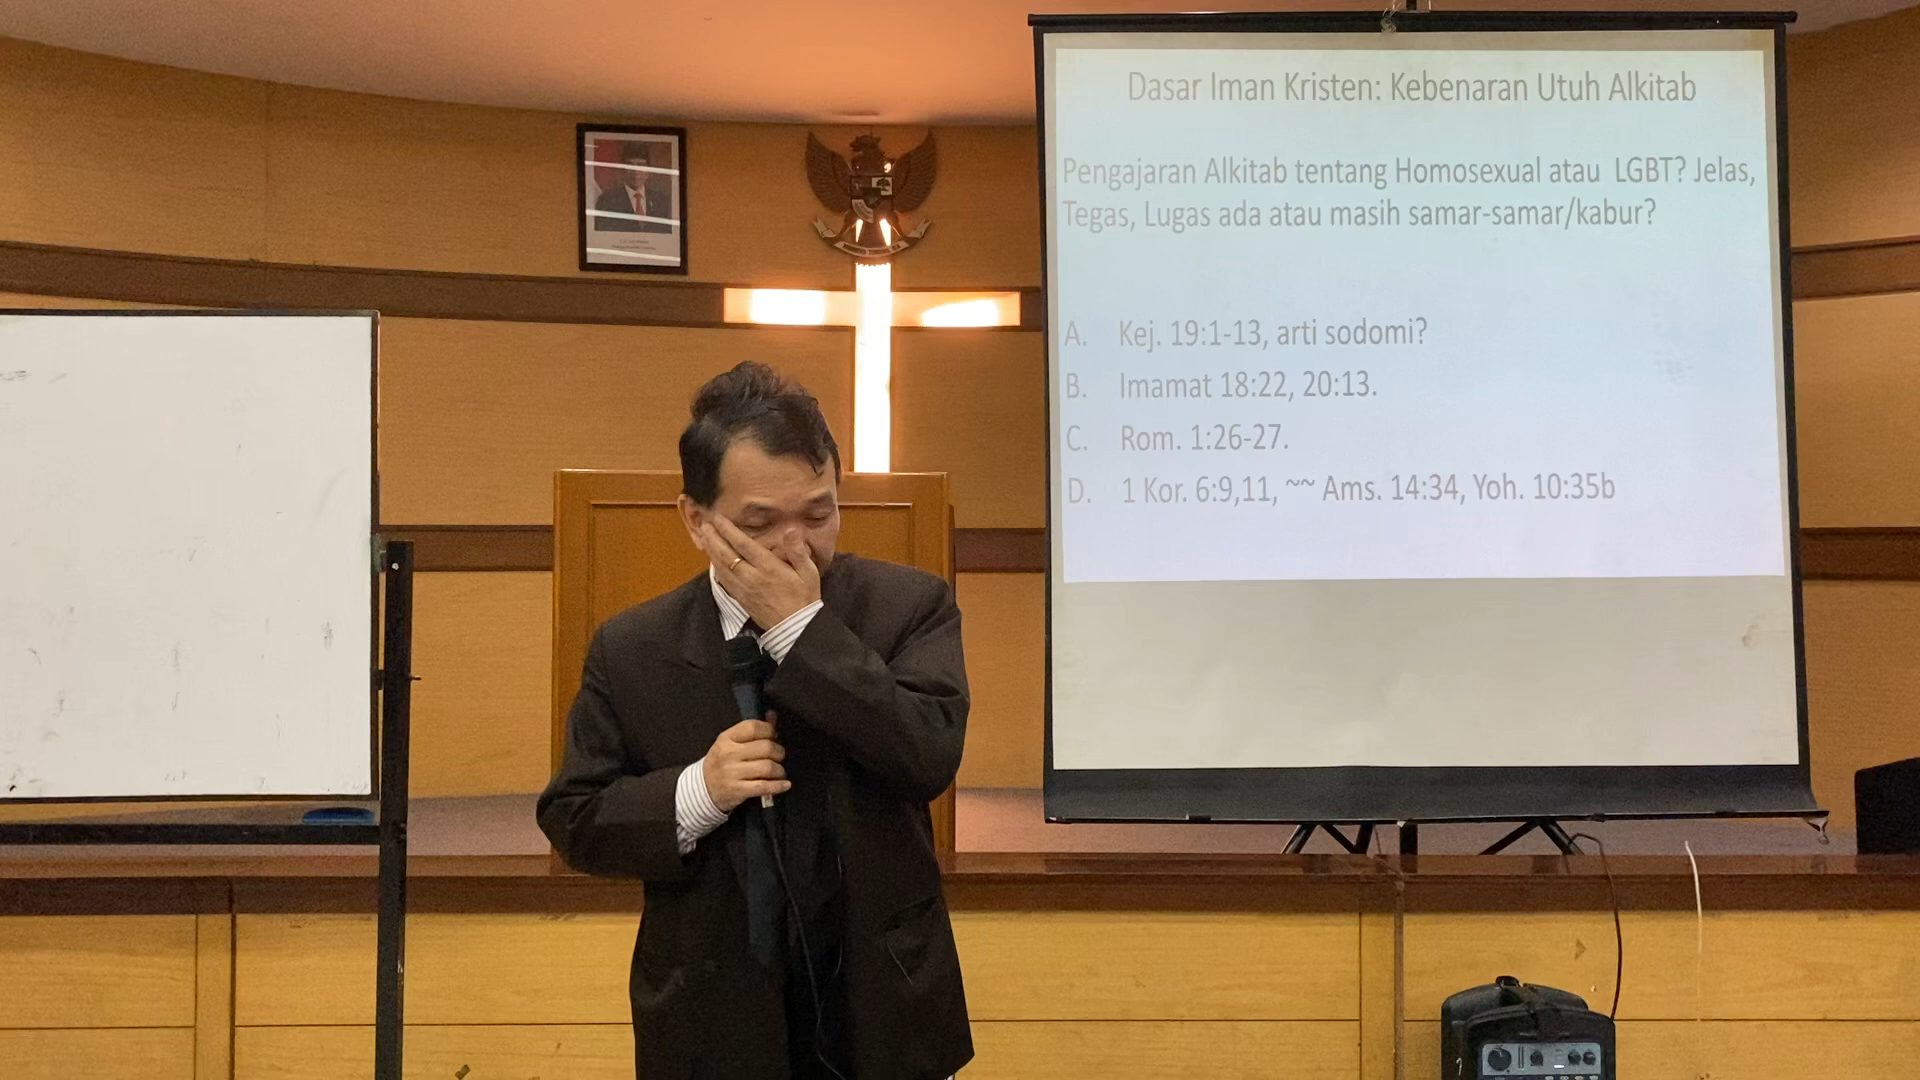 Dasar Iman Kristen: Kebenaran Utuh Alkitab
Pengajaran Alkitab tentang Homosexual atau LGBT? Jelas,
Tegas, Lugas ada atau masih samar-samar/kabur?
A. Kej. 19:1-13, arti sodomi?
B. Imamat 18:22, 20:13.
C. Rom. 1:26-27.
D. 1 Kor. 6:9,11, ~~ Ams. 14:34, Yoh. 10:35b